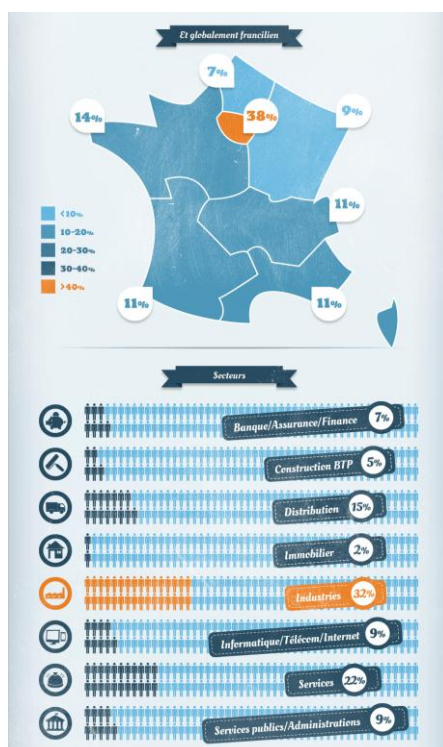 Et globalement francilien
7%
38%
9%
14%
11%
<10%
10-20%
20-30%
30-40%
>40%
11%
11%
Secteurs
Banque/Assurance/Finance 7%
Construction BTP 5%
Distribution 15%
Immobilier 2%
Industries 32%
Informatique/Télécom/Internet 9%
Services 22%
Services publics/Administrations 9%